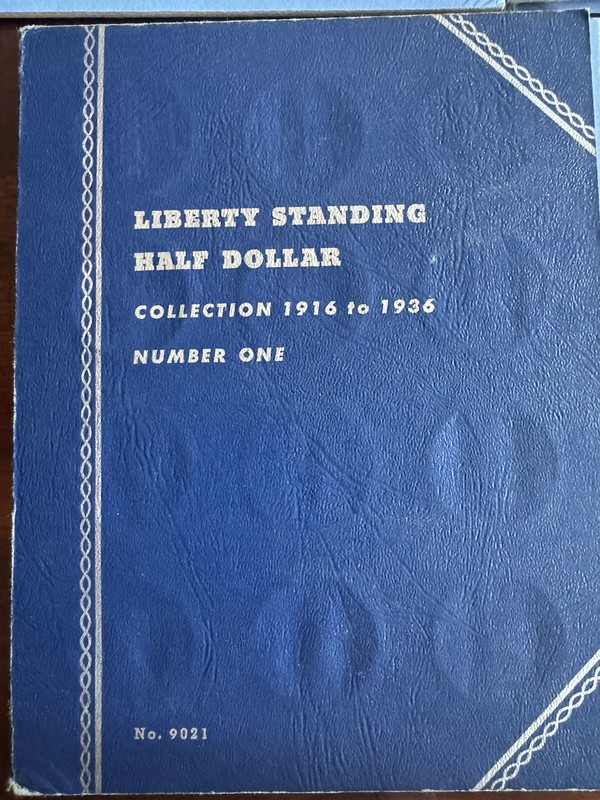 LIBERTY STANDING
HALF DOLLAR
COLLECTION 1916 to 1936
NUMBER ONE
No. 9021